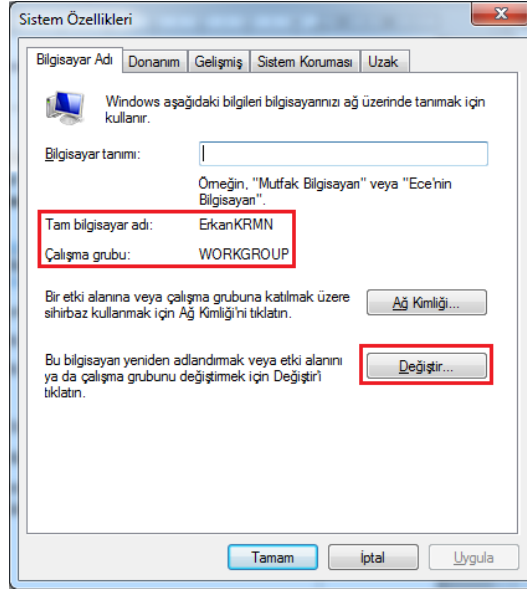 Sistem Özellikleri
Bilgisayar Adı Donanım Gelişmiş Sistem Koruması Uzak
Windows aşağıdaki bilgileri bilgisayarınızı ağ üzerinde tanımak için
kullanır.
Bilgisayar tanımı:
Örneğin, "Mutfak Bilgisayarı" veya "Ece'nin
Bilgisayarı".
Tam bilgisayar adı: ErkanKRMN
Çalışma grubu: WORKGROUP
Bir etki alanına veya çalışma grubuna katılmak üzere
sihirbaz kullanmak için Ağ Kimliği'ni tıklatın.
Ağ Kimliği...
Bu bilgisayarı yeniden adlandırmak veya etki alanını
ya da çalışma grubunu değiştirmek için Değiştir'i
tıklatın.
Değiştir...
Tamam İptal Uygula